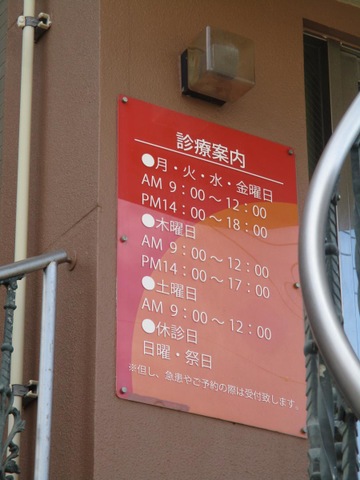 診療案内
●月・火・水・金曜日
AM 9：00～12：00
PM14：00～18：00
●木曜日
AM 9：00～12：00
PM14：00～17：00
●土曜日
AM 9：00～12：00
●休診日
日曜・祭日
※但し、急患やご予約の際は受付致します。